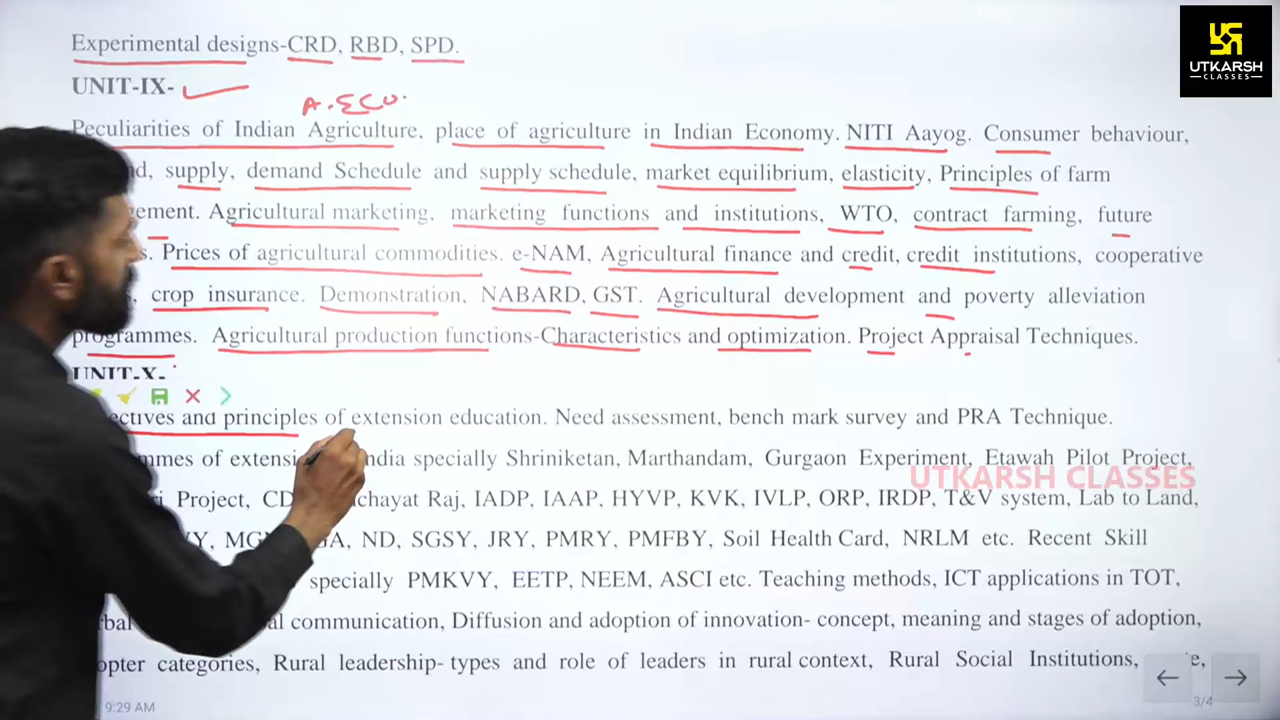 Experimental designs-CRD, RBD, SPD.
UTKARSH
CLASSES
UNIT-IX-
A. ECO.
Peculiarities of Indian Agriculture, place of agriculture in Indian Economy. NITI Aayog. Consumer behaviour,
supply, demand Schedule and supply schedule, market equilibrium, elasticity, Principles of farm
Agricultural marketing, marketing functions and institutions, WTO, contract farming, future
Prices of agricultural commodities. e-NAM, Agricultural finance and credit, credit institutions, cooperative
crop insurance. Demonstration, NABARD, GST. Agricultural development and poverty alleviation
programmes. Agricultural production functions-Characteristics and optimization. Project Appraisal Techniques.
UNIT-X-
and principles of extension education. Need assessment, bench mark survey and PRA Technique.
of specially Shriniketan, Marthandam, Gurgaon Experiment, Etawah Pilot Project,
UTKARSH CLASSES
Project, Raj, IADP, IAAP, HYVP, KVK, IVLP, ORP, IRDP, T&V system, Lab to Land,
ND, SGSY, JRY, PMRY, PMFBY, Soil Health Card, NRLM etc. Recent Skill
specially PMKVY, EETP, NEEM, ASCI etc. Teaching methods, ICT applications in TOT,
communication, Diffusion and adoption of innovation- concept, meaning and stages of adoption,
categories, Rural leadership- types and role of leaders in rural context, Rural Social Institutions,
3/4
9:29 AM